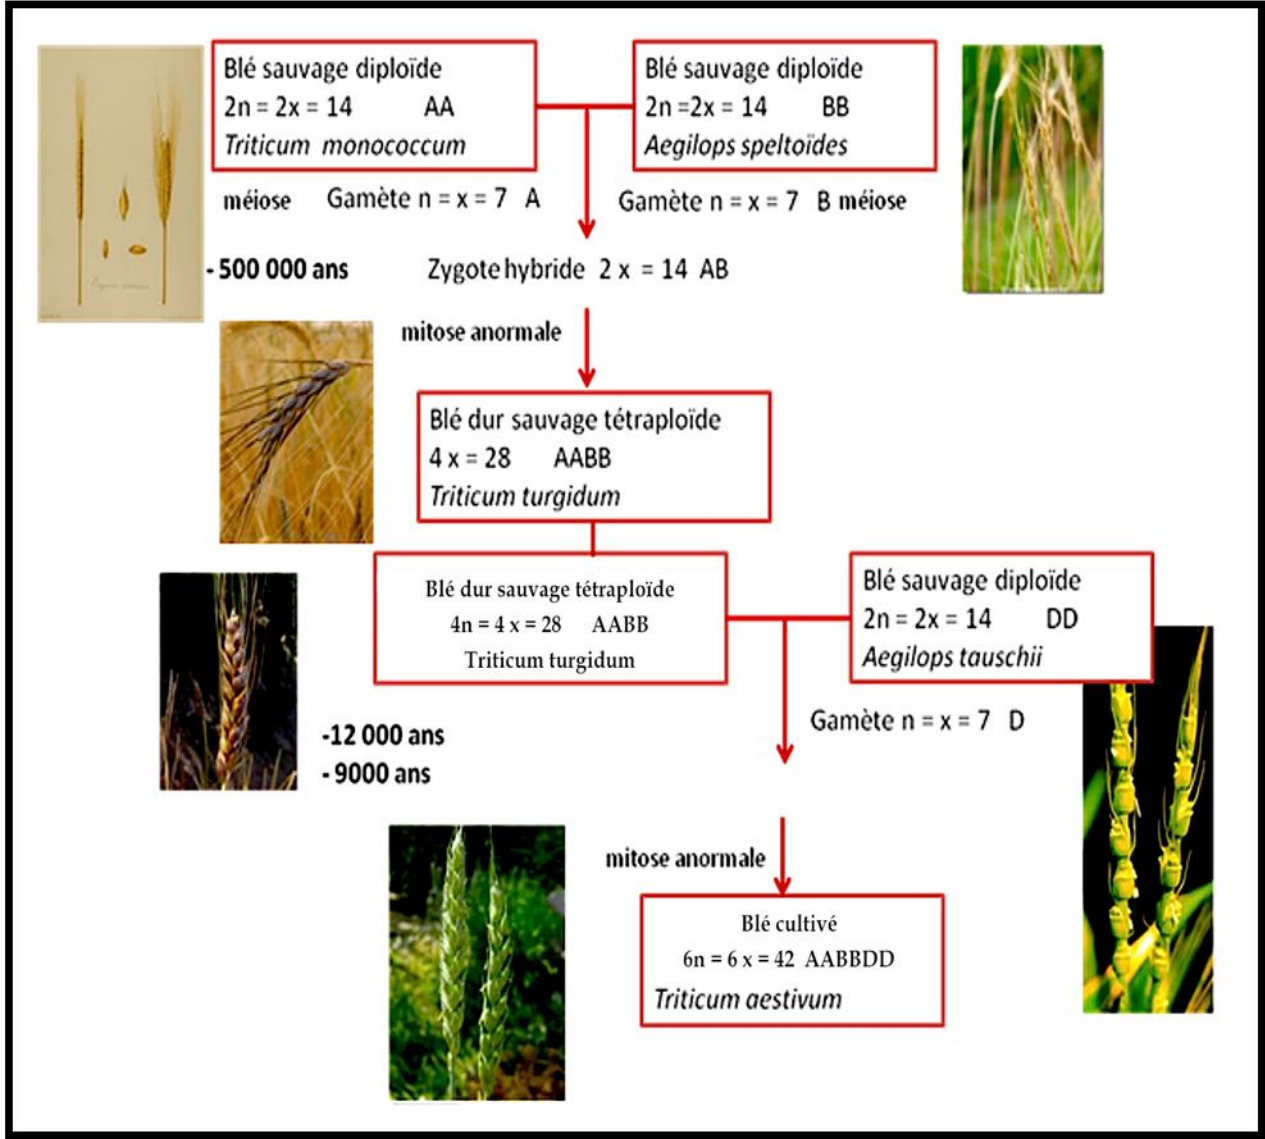 Blé sauvage diploïde
2n = 2x = 14 AA
Triticum monococcum
Blé sauvage diploïde
2n =2x = 14 BB
Aegilops speltoïdes
méiose Gamète n = x = 7 A
Gamète n = x = 7 B méiose
- 500 000 ans
Zygote hybride 2 x = 14 AB
mitose anormale
Blé dur sauvage tétraploïde
4 x = 28 AABB
Triticum turgidum
Blé dur sauvage tétraploïde
4n = 4 x = 28 AABB
Triticum turgidum
Blé sauvage diploïde
2n = 2x = 14 DD
Aegilops tauschii
Gamète n = x = 7 D
-12 000 ans
- 9000 ans
mitose anormale
Blé cultivé
6n = 6 x = 42 AABBDD
Triticum aestivum